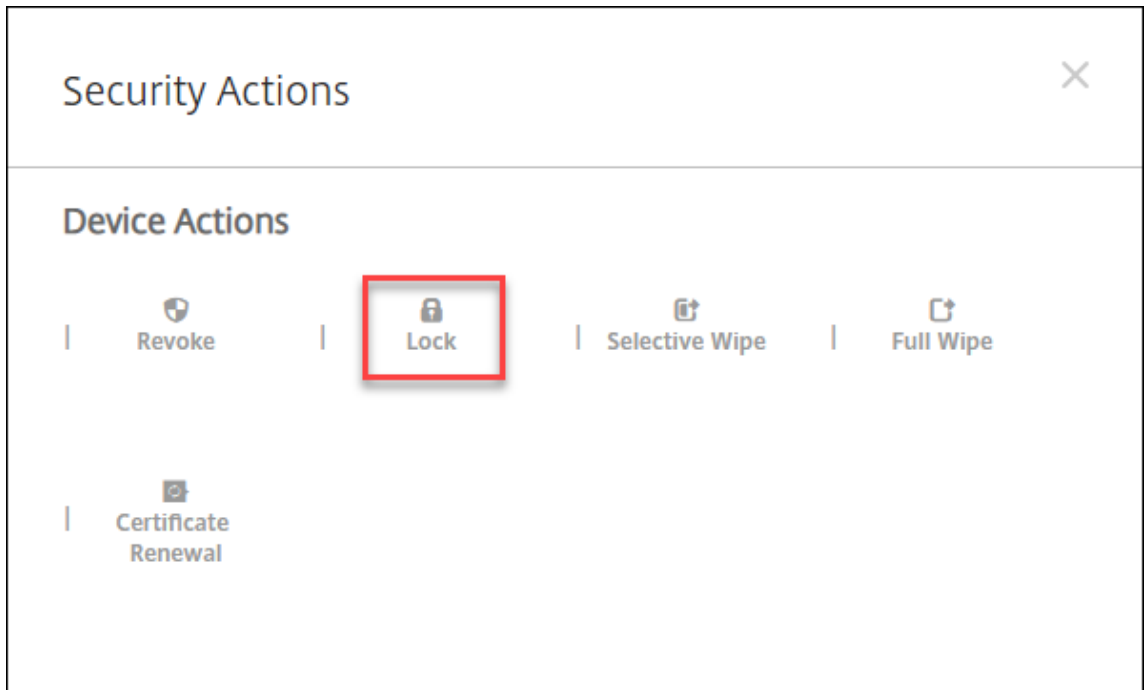 Security Actions
Device Actions
Revoke
Lock
Selective Wipe
Full Wipe
Certificate
Renewal